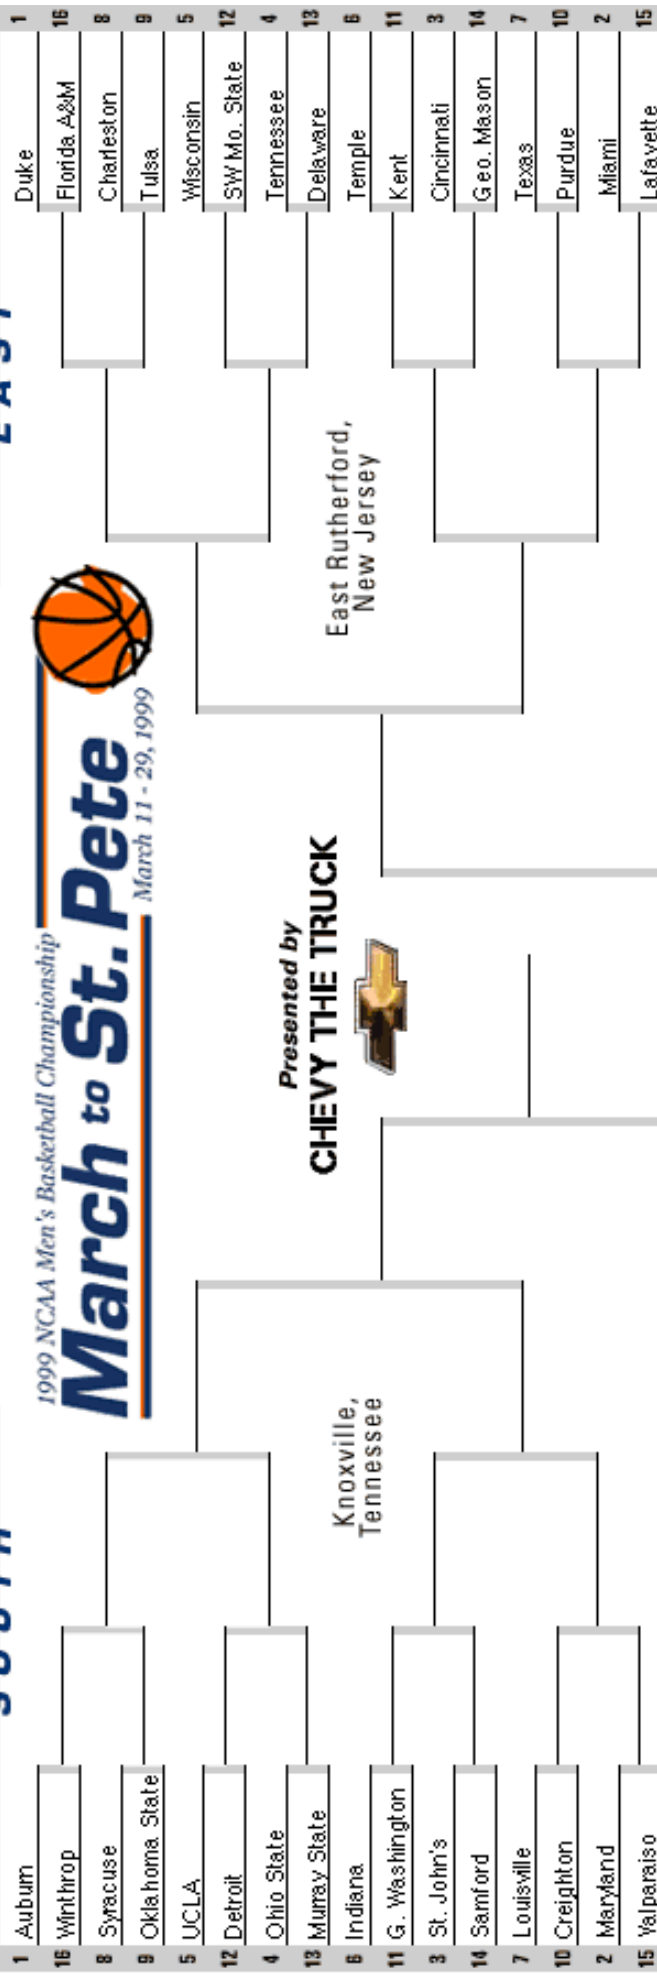 SOUTH
EAST
1 Auburn
16 Winthrop
8 Syracuse
9 Oklahoma State
5 UCLA
12 Detroit
4 Ohio State
13 Murray State
6 Indiana
11 G. Washington
3 St. John's
14 Samford
7 Louisville
10 Creighton
2 Maryland
15 Valparaiso
Knoxville,
Tennessee
1999 NCAA Men's Basketball Championship
March to St. Pete
March 11 - 29, 1999
Presented by
CHEVY THE TRUCK
East Rutherford,
New Jersey
Duke 1
Florida A&M 16
Charleston 8
Tulsa 9
Wisconsin 5
SW Mo. State 12
Tennessee 4
Delaware 13
Temple 6
Kent 11
Cincinnati 3
Geo. Mason 14
Texas 7
Purdue 10
Miami 2
Lafayette 15